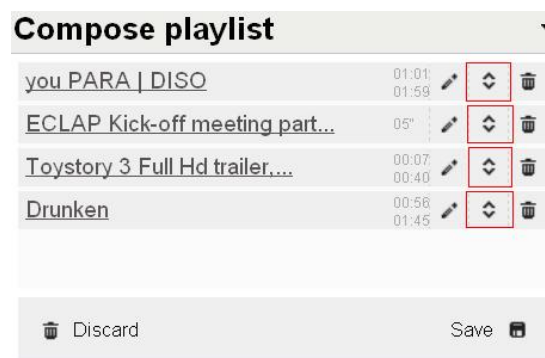 Compose playlist
you PARA | DISO
01:01
01:59
ECLAP Kick-off meeting part...
05"
Toystory 3 Full Hd trailer,...
00:07
00:40
Drunken
00:56
01:45
Discard
Save